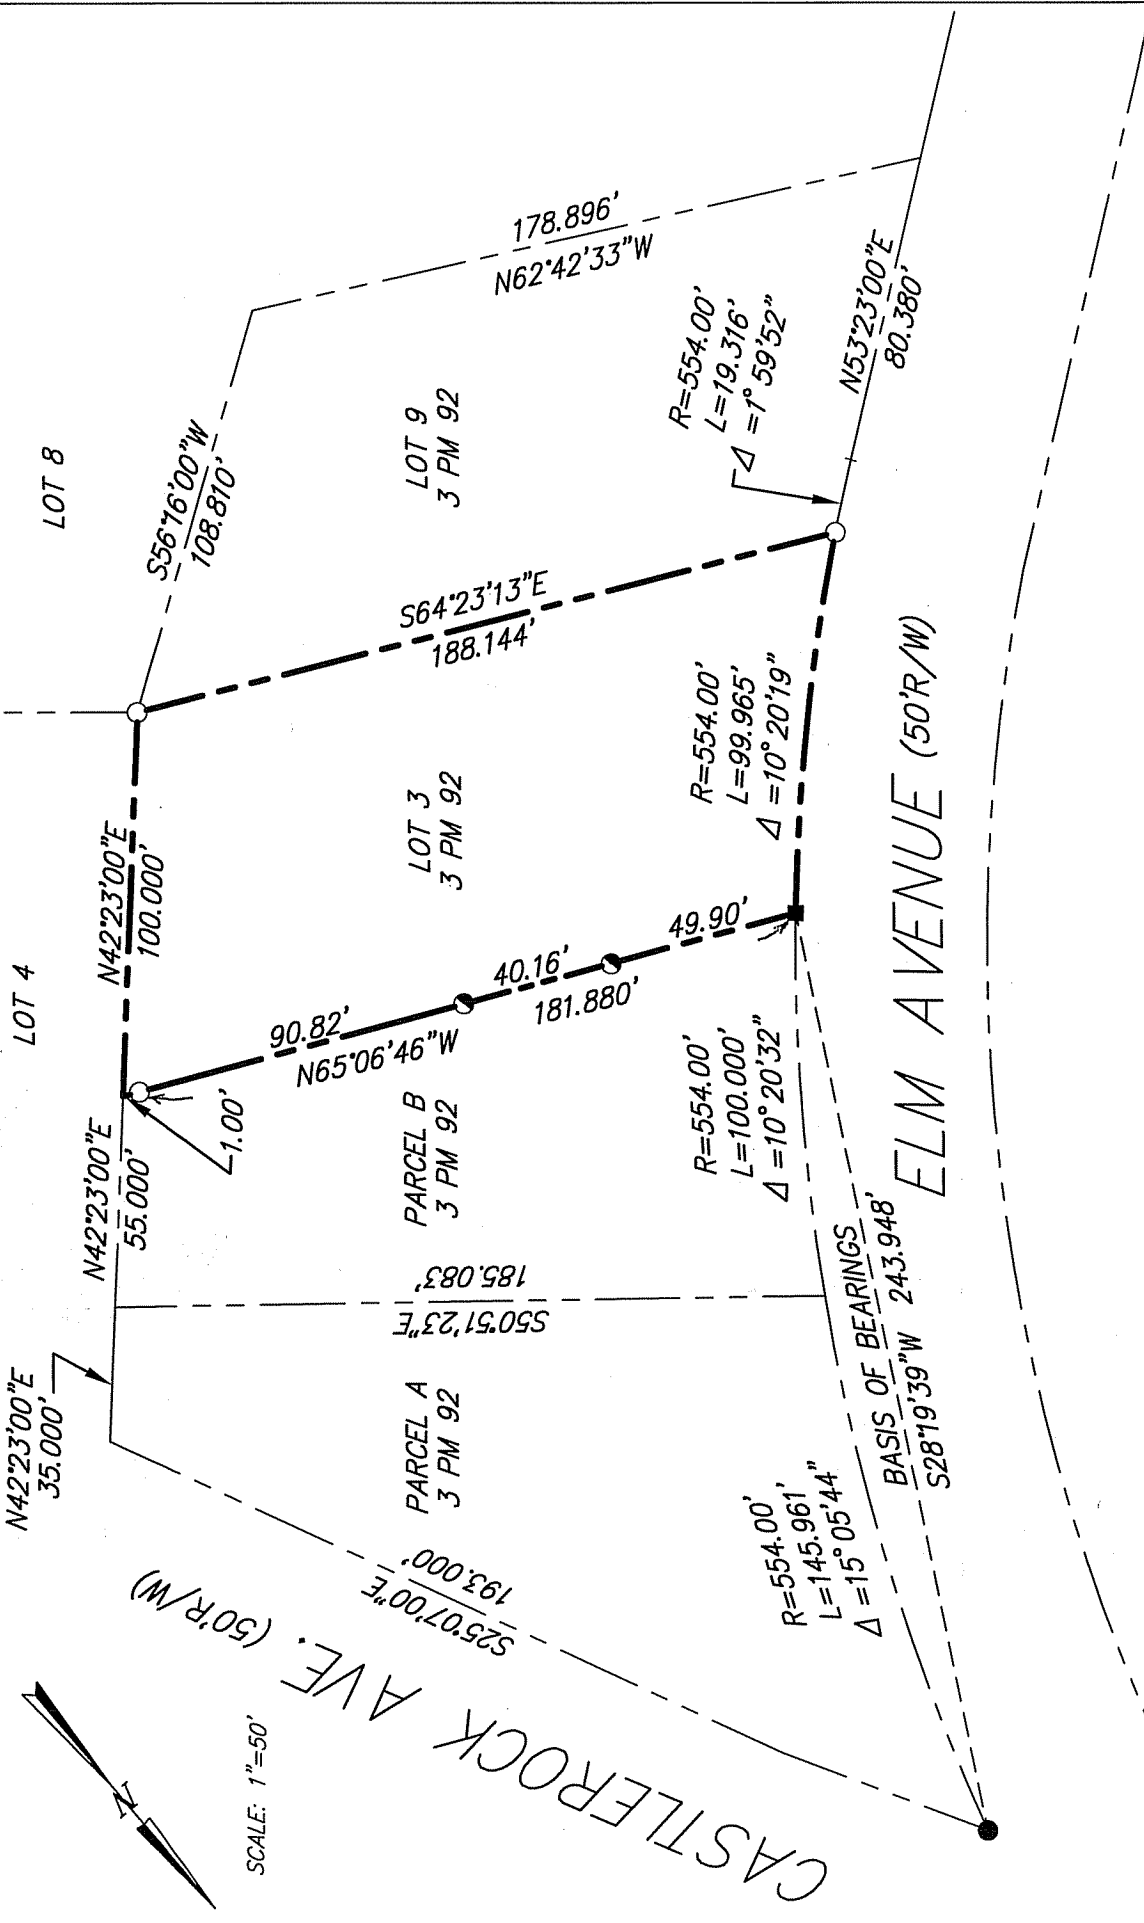 LOT 4
LOT 8
N42°23'00"E
35.000'
N42°23'00"E
55.000'
N42°23'00"E
100.000'
S56°16'00"W
108.810'
1.00'
90.82'
40.16'
49.90'
N65°06'46"W
181.880'
S64°23'13"E
188.144'
178.896'
N62°42'33"W
PARCEL A
3 PM 92
PARCEL B
3 PM 92
LOT 3
3 PM 92
LOT 9
3 PM 92
S25°07'00"E
193.000'
S50°51'23"E
185.083'
R=554.00'
L=145.961'
Δ =15°05'44"
R=554.00'
L=100.000'
Δ =10°20'32"
R=554.00'
L=99.965'
Δ =10°20'19"
R=554.00'
L=19.316'
Δ =1°59'52"
N53°23'00"E
80.380'
BASIS OF BEARINGS
S28°19'39"W 243.948'
CASTLEROCK AVE. (50'R/W)
ELM AVENUE (50'R/W)
N
SCALE: 1"=50'